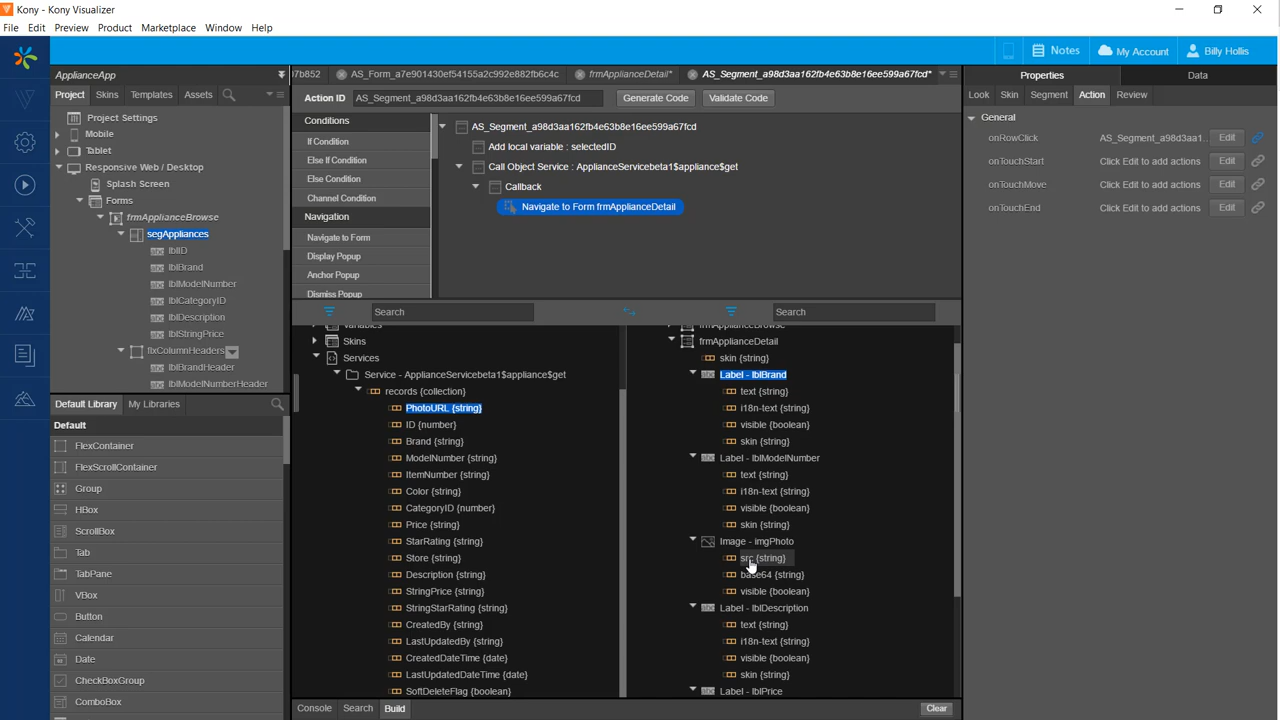 Kony - Kony Visualizer
File Edit Preview Product Marketplace Window Help
Notes My Account Billy Hollis
ApplianceApp
Project Skins Templates Assets
Project Settings
Mobile
Tablet
Responsive Web / Desktop
Splash Screen
Forms
frmApplianceBrowse
segAppliances
lblID
lblBrand
lblModelNumber
lblCategoryID
lblDescription
lblStringPrice
flxColumnHeaders
lblBrandHeader
lblModelNumberHeader
Default Library My Libraries
Default
FlexContainer
FlexScrollContainer
Group
HBox
ScrollBox
Tab
TabPane
VBox
Button
Calendar
Date
CheckBoxGroup
ComboBox
07b852 AS_Form_a7e901430ef54155a2c992e882fb6c4c frmApplianceDetail* AS_Segment_a98d3aa162fb4e63b8e16ee599a67fcd*
Action ID AS_Segment_a98d3aa162fb4e63b8e16ee599a67fcd Generate Code Validate Code
Conditions
If Condition
Else If Condition
Else Condition
Channel Condition
Navigation
Navigate to Form
Display Popup
Anchor Popup
Dismiss Popup
AS_Segment_a98d3aa162fb4e63b8e16ee599a67fcd
Add local variable : selectedID
Call Object Service : ApplianceServicebeta1$appliance$get
Callback
Navigate to Form frmApplianceDetail
Search Search
Variables
Skins
Services
Service - ApplianceServicebeta1$appliance$get
records {collection}
PhotoURL {string}
ID {number}
Brand {string}
ModelNumber {string}
ItemNumber {string}
Color {string}
CategoryID {number}
Price {string}
StarRating {string}
Store {string}
Description {string}
StringPrice {string}
StringStarRating {string}
CreatedBy {string}
LastUpdatedBy {string}
CreatedDateTime {date}
LastUpdatedDateTime {date}
SoftDeleteFlag {boolean}
frmApplianceBrowse
frmApplianceDetail
skin {string}
Label - lblBrand
text {string}
i18n-text {string}
visible {boolean}
skin {string}
Label - lblModelNumber
text {string}
i18n-text {string}
visible {boolean}
skin {string}
Image - imgPhoto
src {string}
base64 {string}
visible {boolean}
Label - lblDescription
text {string}
i18n-text {string}
visible {boolean}
skin {string}
Label - lblPrice
Console Search Build Clear
Properties Data
Look Skin Segment Action Review
General
onRowClick AS_Segment_a98d3aa1.. Edit
onTouchStart Click Edit to add actions Edit
onTouchMove Click Edit to add actions Edit
onTouchEnd Click Edit to add actions Edit